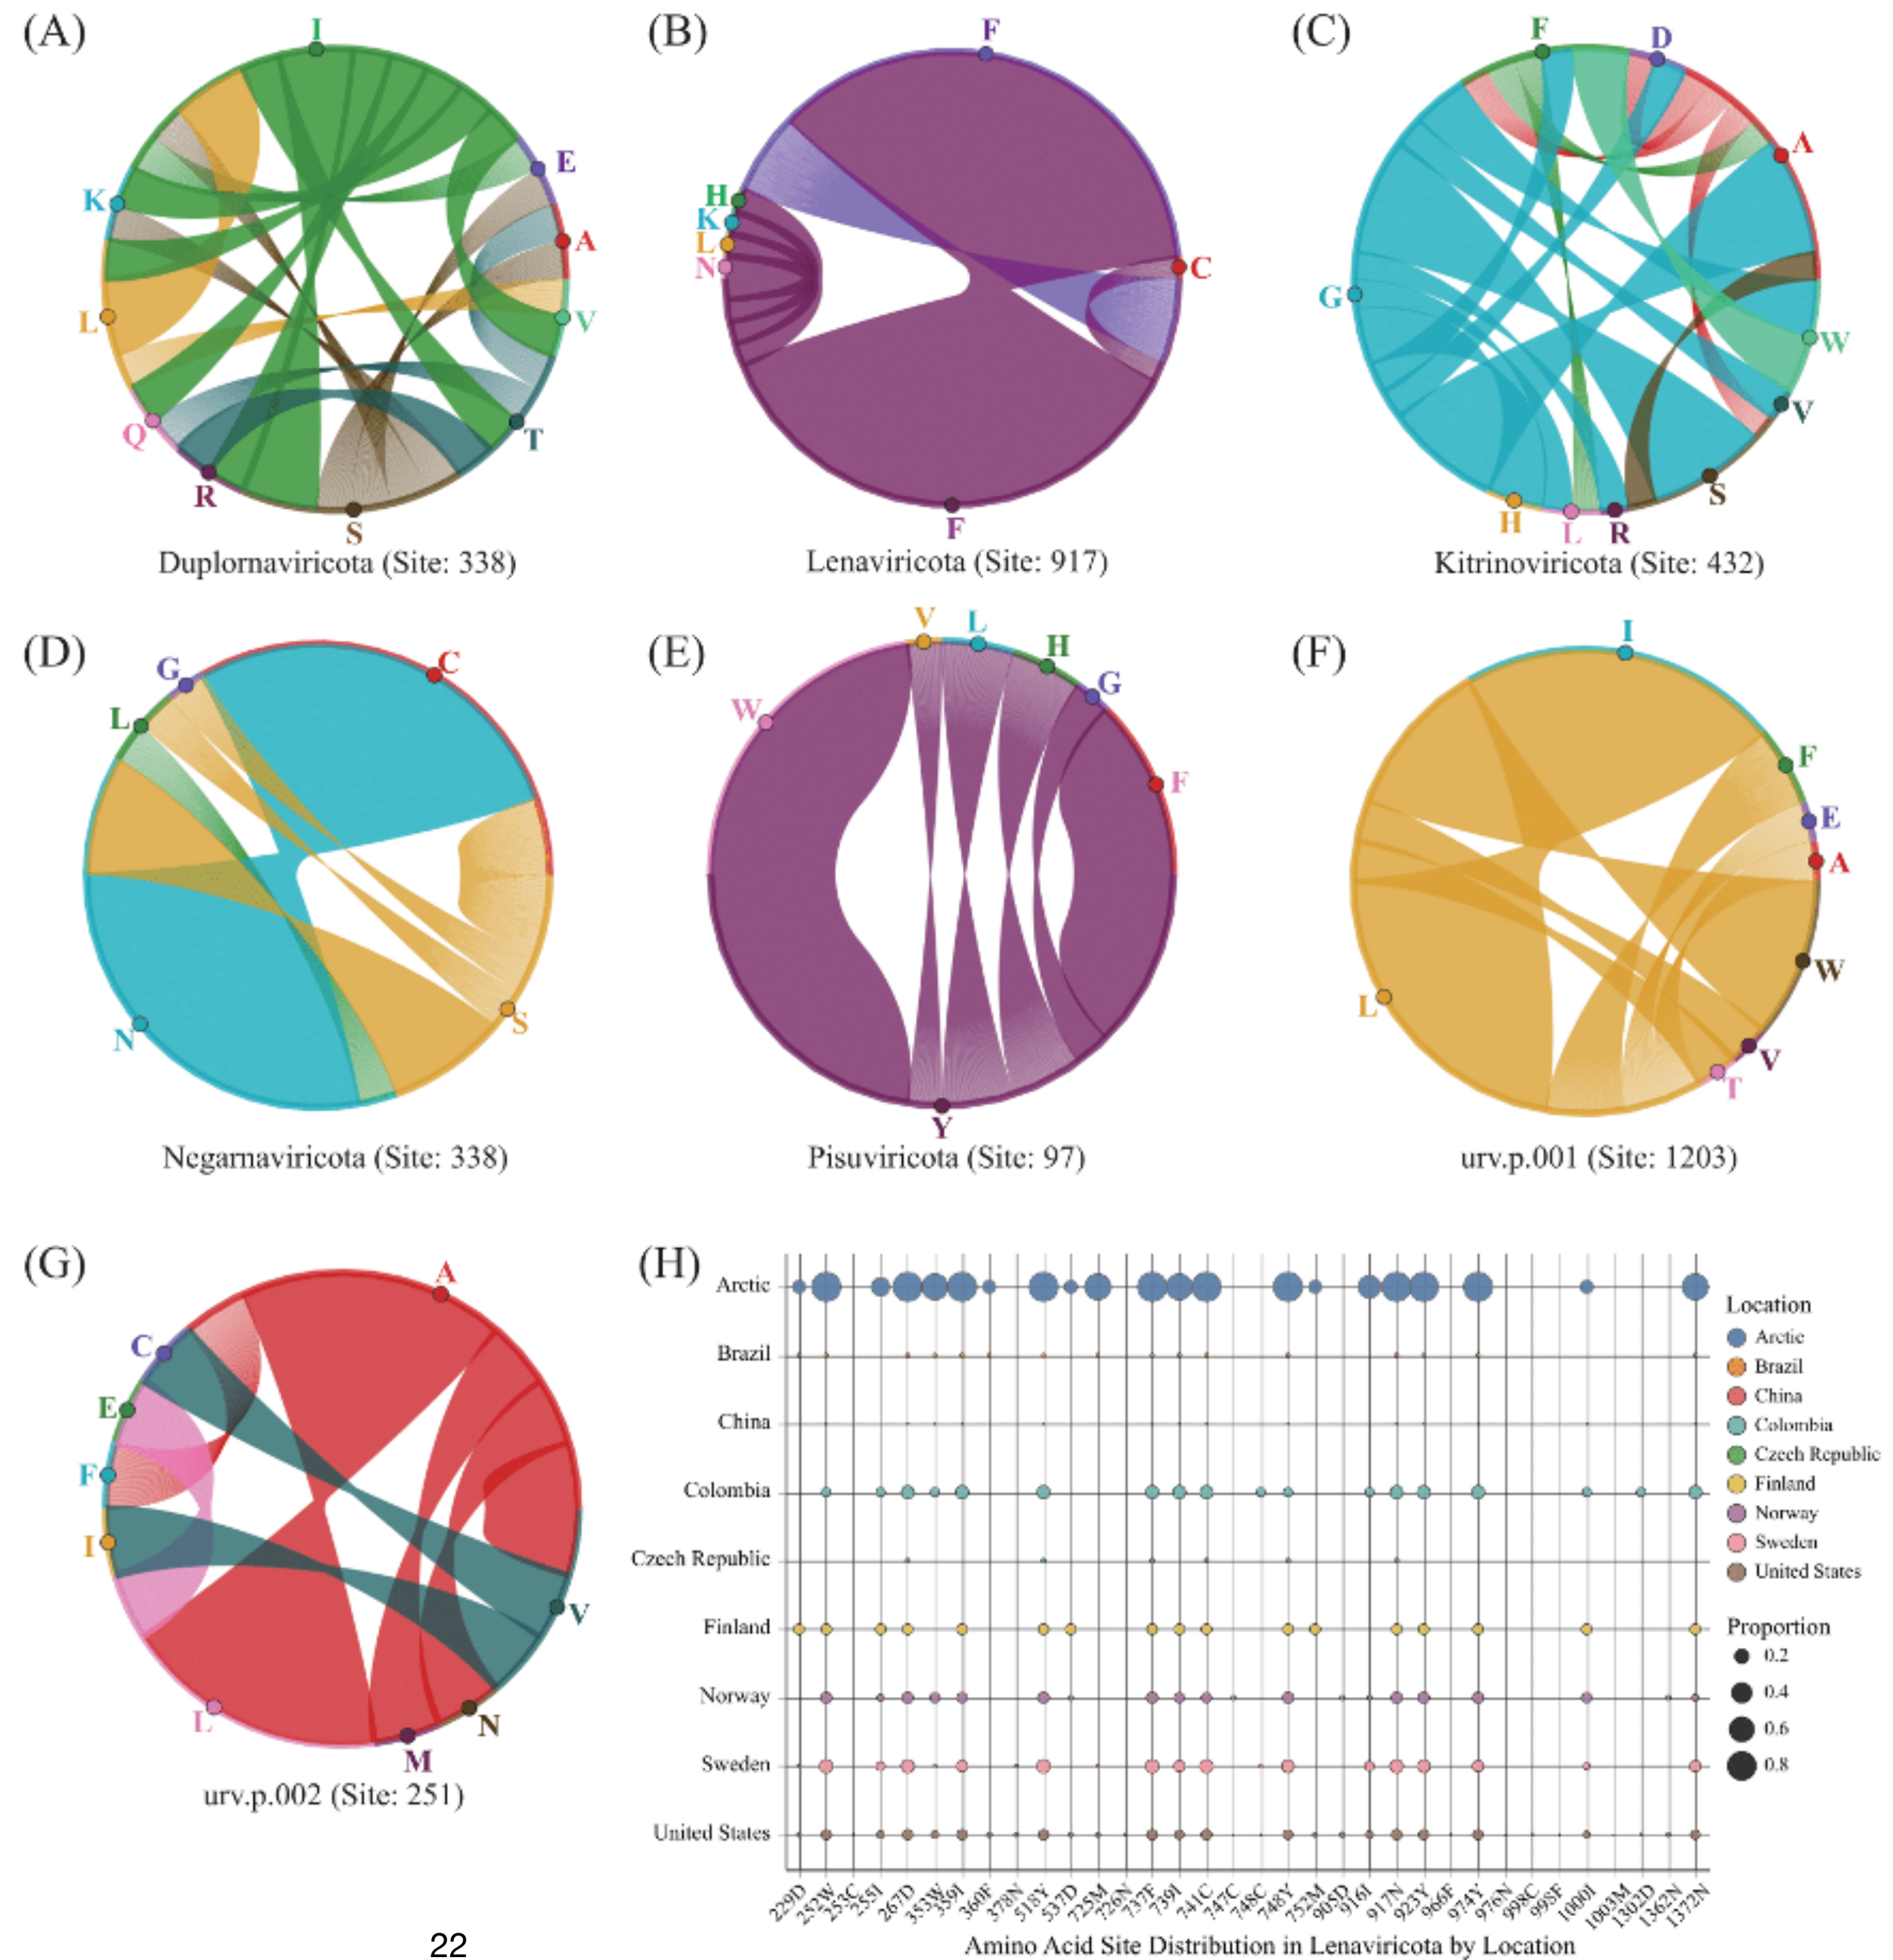 (A)
I
E
A
V
T
S
R
Q
L
K
Duplornaviricota (Site: 338)
(B)
F
C
F
N
L
K
H
Lenaviricota (Site: 917)
(C)
F
D
A
W
V
S
R
L
H
G
Kitrinoviricota (Site: 432)
(D)
C
S
N
L
G
Negarnaviricota (Site: 338)
(E)
V
L
H
G
F
Y
W
Pisuviricota (Site: 97)
(F)
I
F
E
A
W
V
T
L
urv.p.001 (Site: 1203)
(G)
A
V
N
M
L
I
F
E
C
urv.p.002 (Site: 251)
(H)
Arctic
Brazil
China
Colombia
Czech Republic
Finland
Norway
Sweden
United States
Location
Arctic
Brazil
China
Colombia
Czech Republic
Finland
Norway
Sweden
United States
Proportion
0.2
0.4
0.6
0.8
229D 252W 253C 255I 267D 353W 359I 360F 378N 518Y 537D 725M 726N 737F 739I 741C 747C 748C 748Y 752M 905D 916I 917N 923Y 966F 974Y 976N 998C 998F 1000I 1003M 1302D 1362N 1372N
Amino Acid Site Distribution in Lenaviricota by Location
22